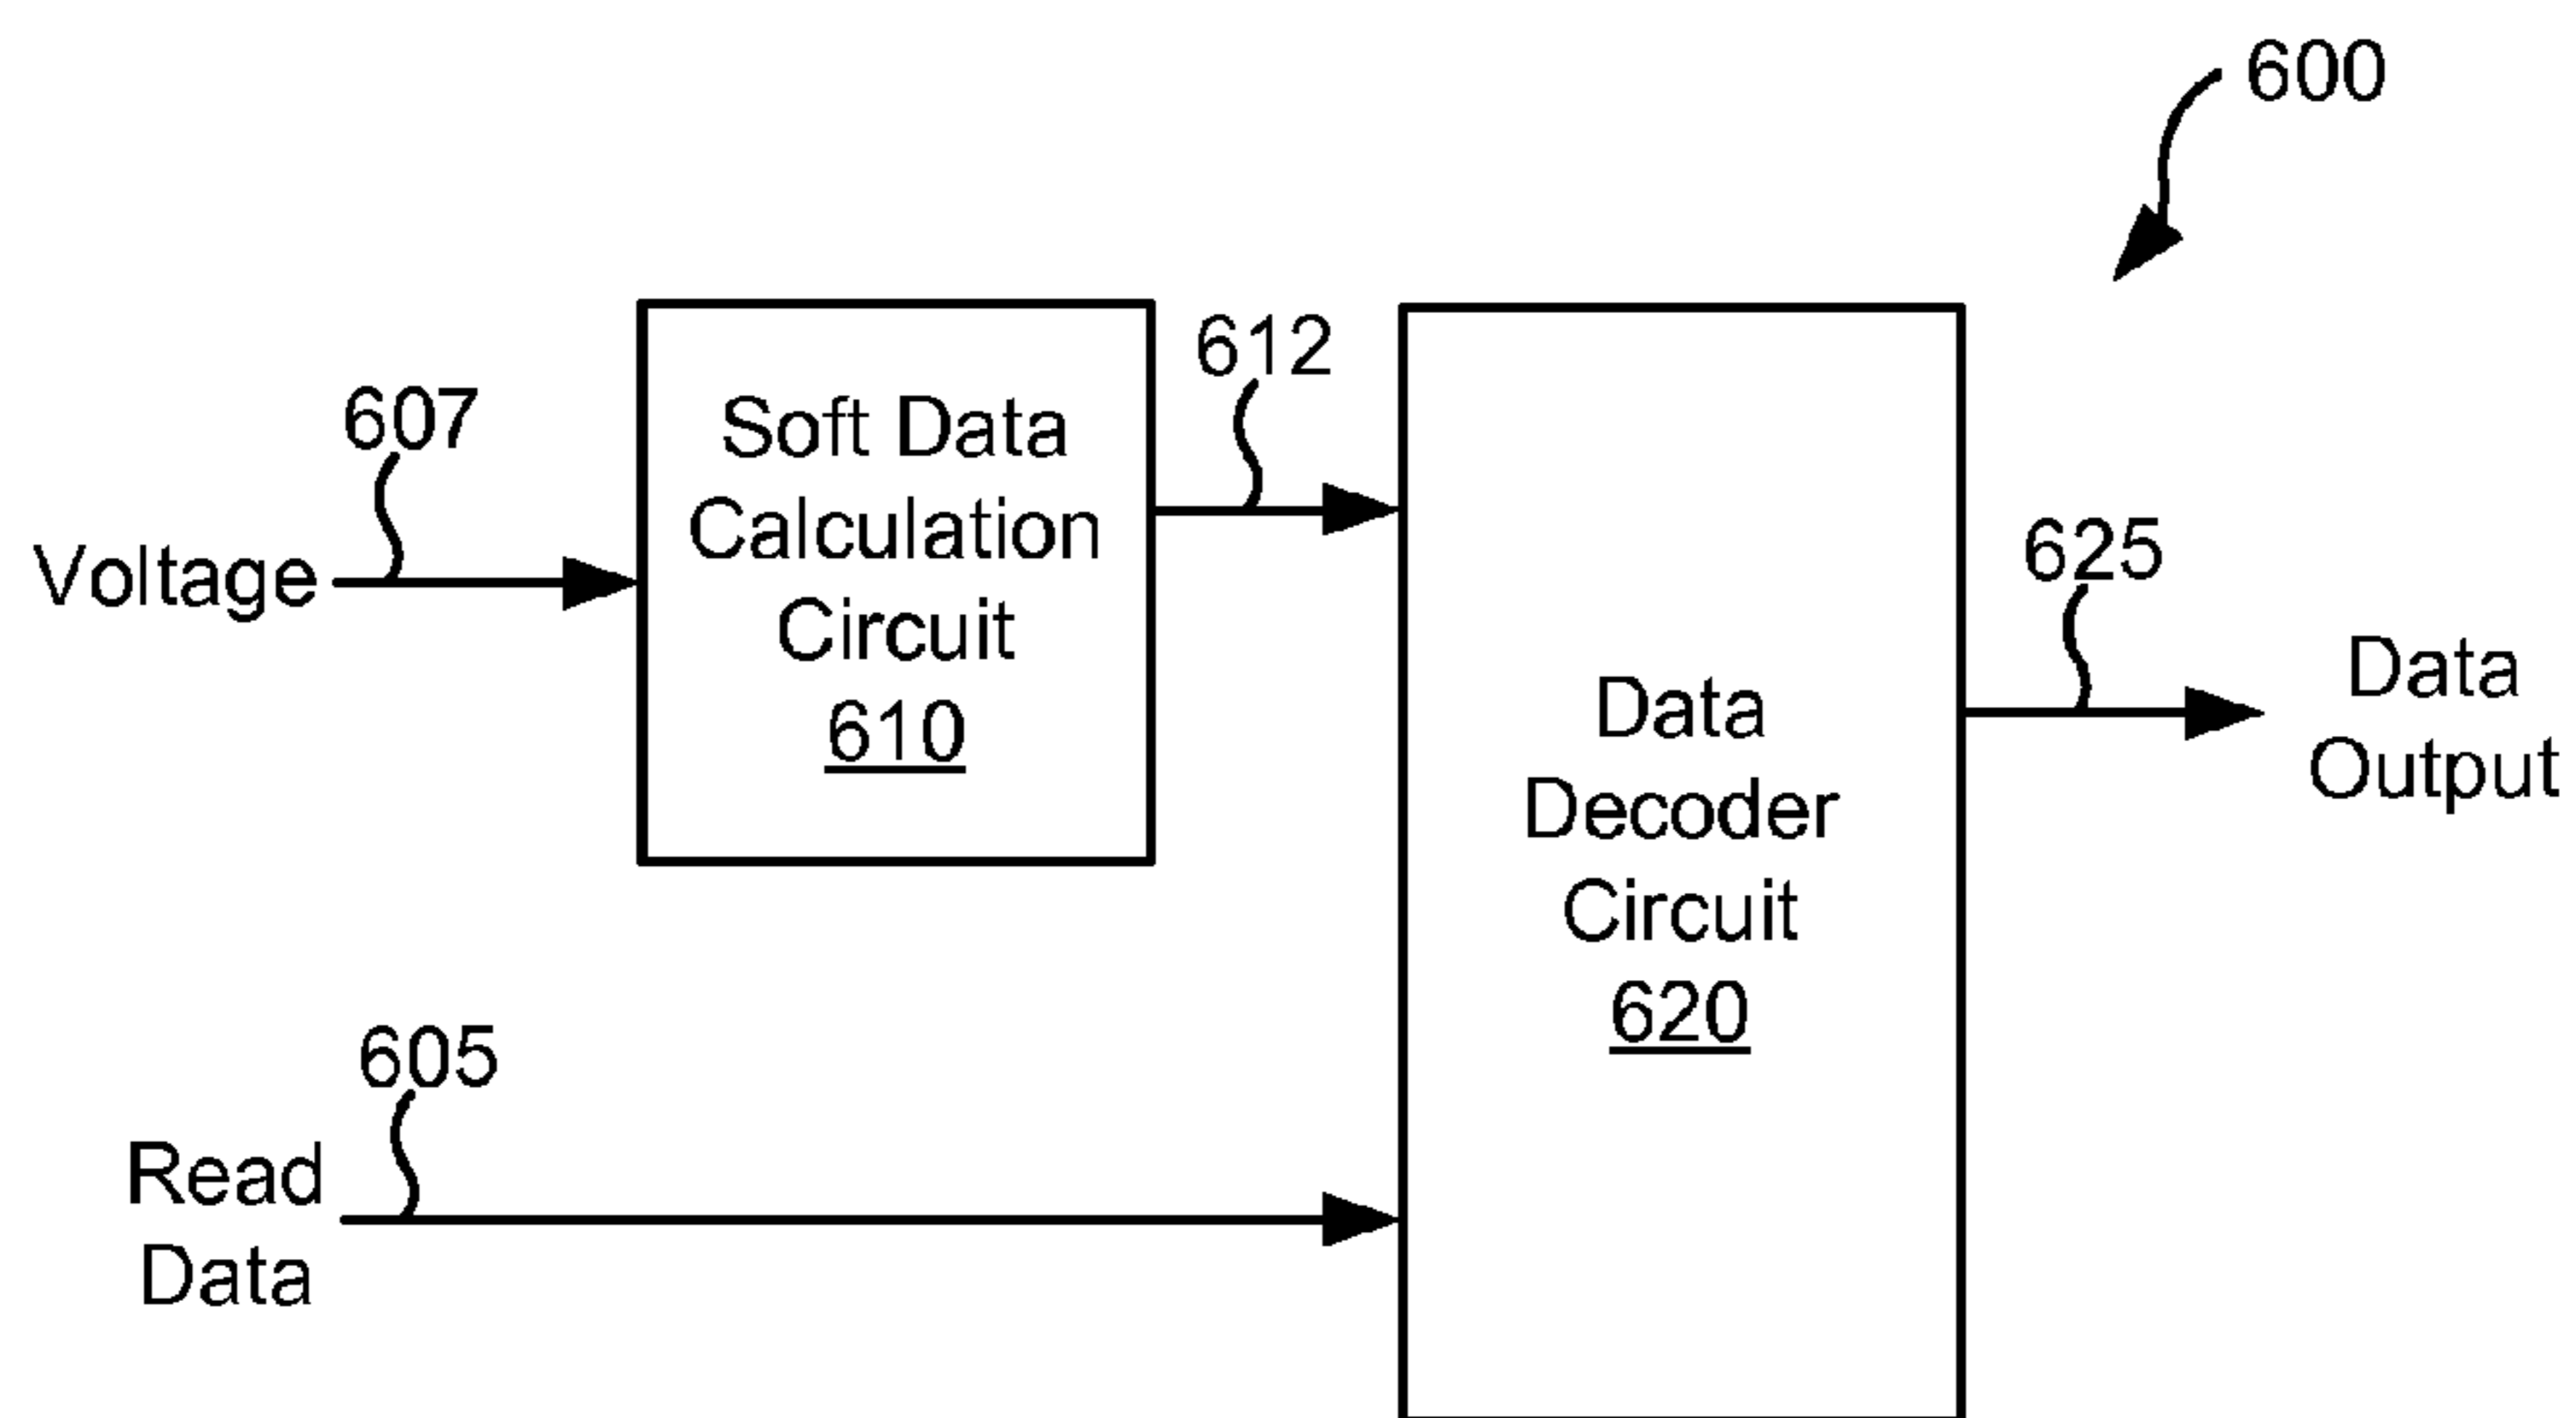 600
612
607
Soft Data
Calculation
Circuit
610
Voltage
625
Data
Output
Data
Decoder
Circuit
620
605
Read
Data